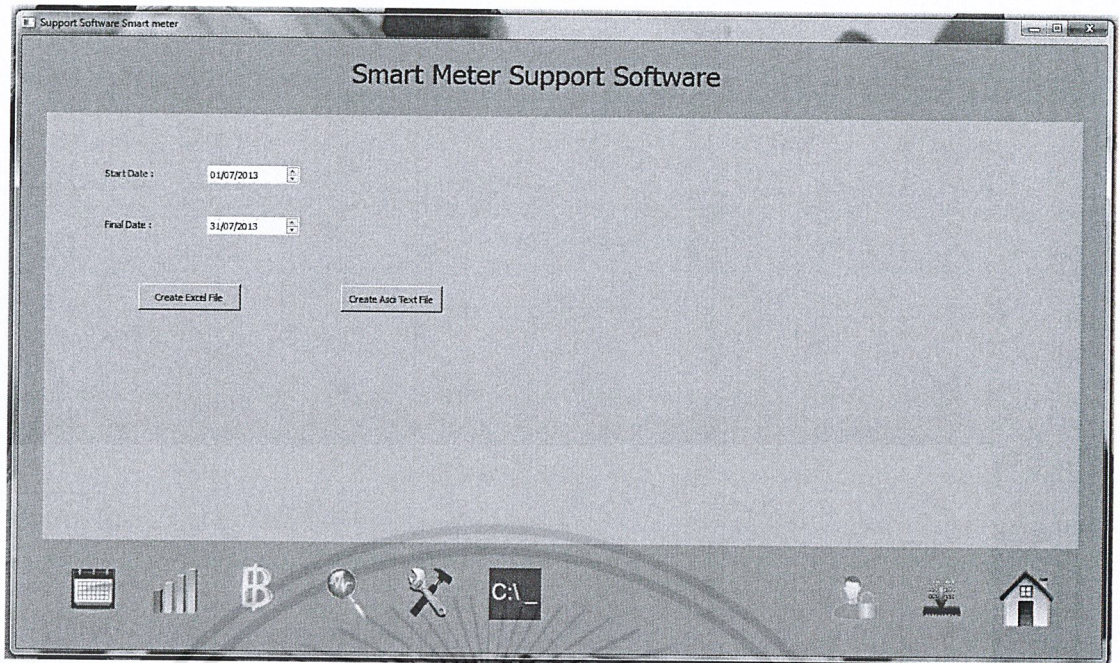 Support Software Smart meter
Smart Meter Support Software
Start Date :
01/07/2013
Final Date :
31/07/2013
Create Excel File
Create Ascii Text File
฿
C:\_